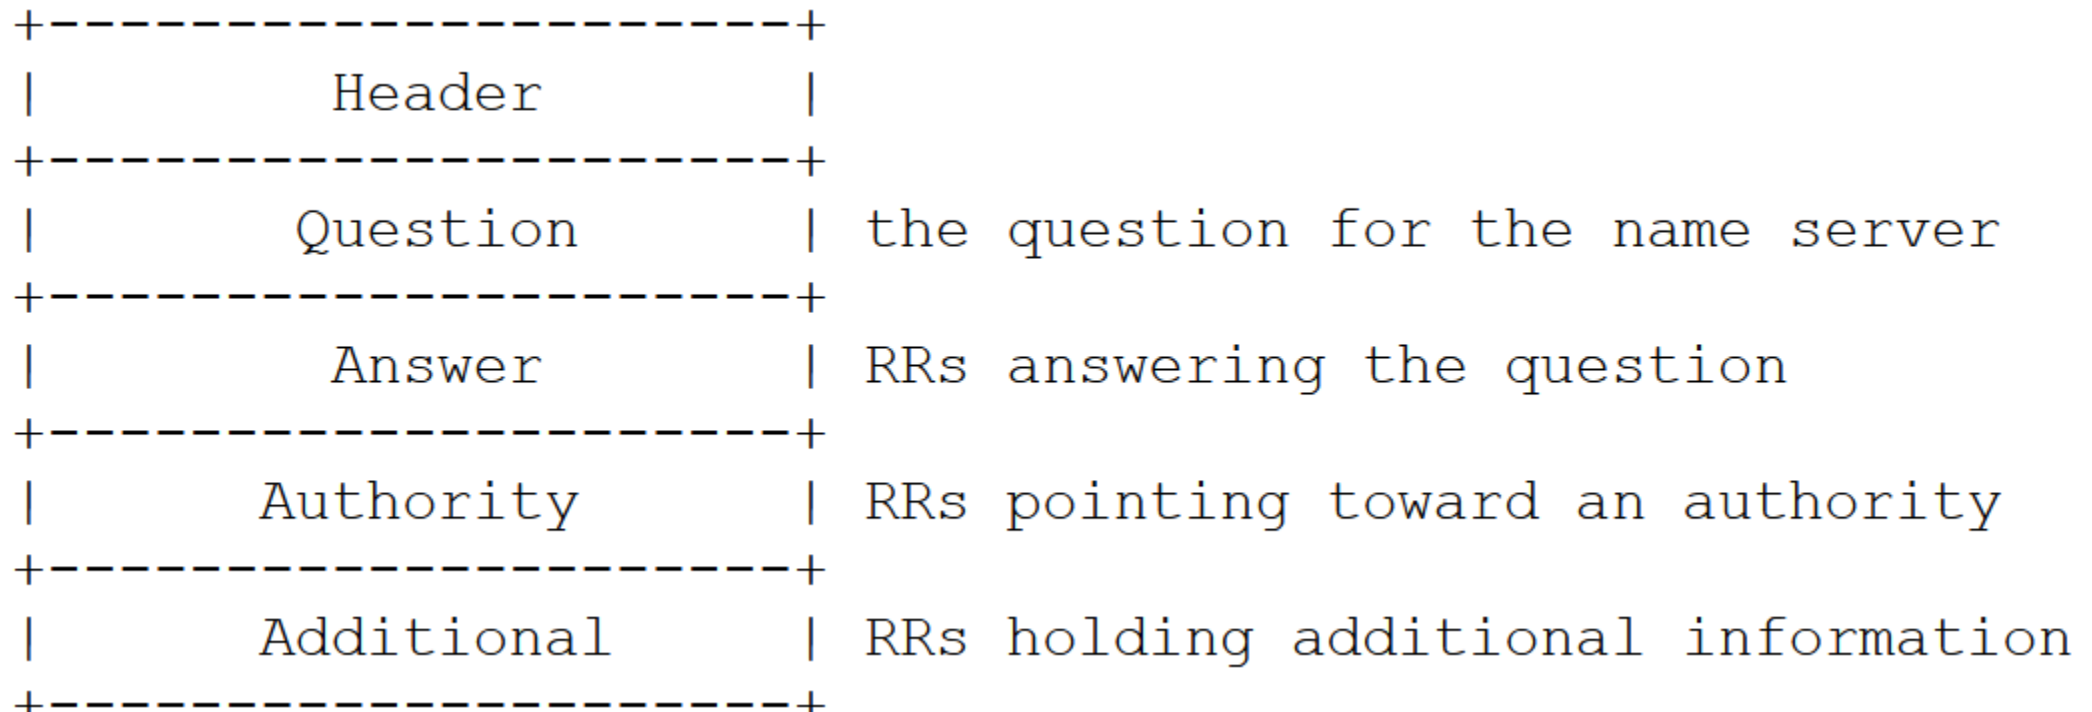 +---------------------+
|        Header       |
+---------------------+
|       Question      | the question for the name server
+---------------------+
|        Answer       | RRs answering the question
+---------------------+
|      Authority      | RRs pointing toward an authority
+---------------------+
|      Additional     | RRs holding additional information
+---------------------+